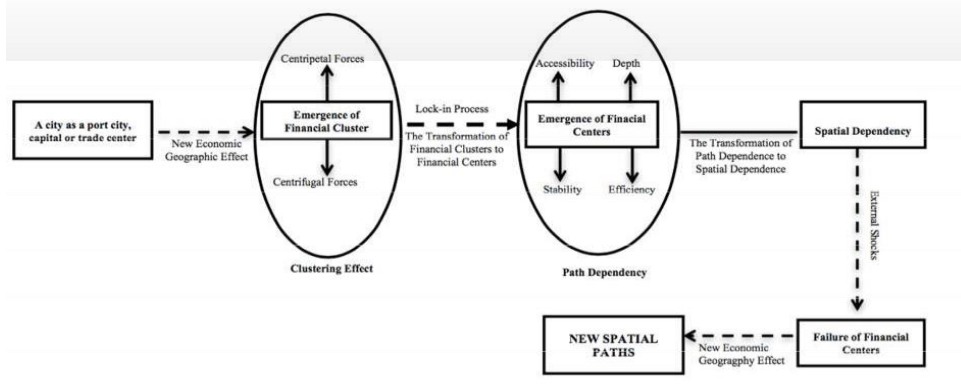 A city as a port city,
capital or trade center
New Economic
Geographic Effect
Centripetal Forces
Emergence of
Financial Cluster
Centrifugal Forces
Clustering Effect
Lock-in Process
The Transformation of
Financial Clusters to
Financial Centers
Accessibility
Depth
Emergence of Finacial
Centers
Stability
Efficiency
Path Dependency
The Transformation of
Path Dependence to
Spatial Dependence
Spatial Dependency
External Shocks
Failure of Financial
Centers
New Economic
Geogragphy Effect
NEW SPATIAL
PATHS